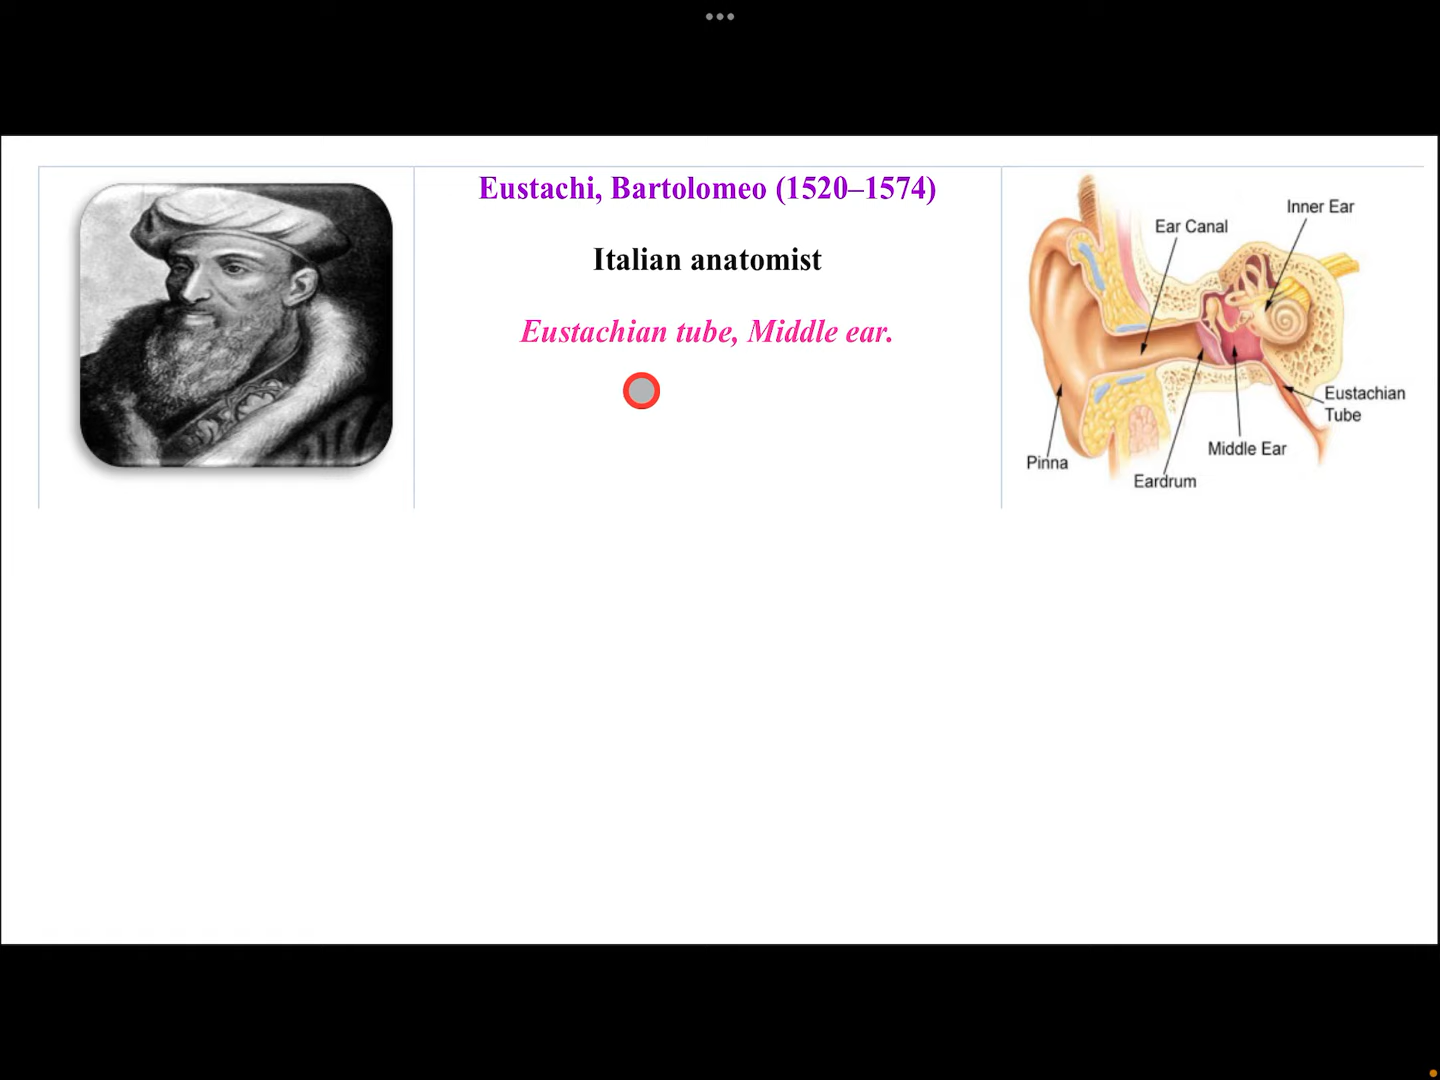 Eustachi, Bartolomeo (1520–1574)
Italian anatomist
Eustachian tube, Middle ear.
Inner Ear
Ear Canal
Eustachian
Tube
Middle Ear
Pinna
Eardrum